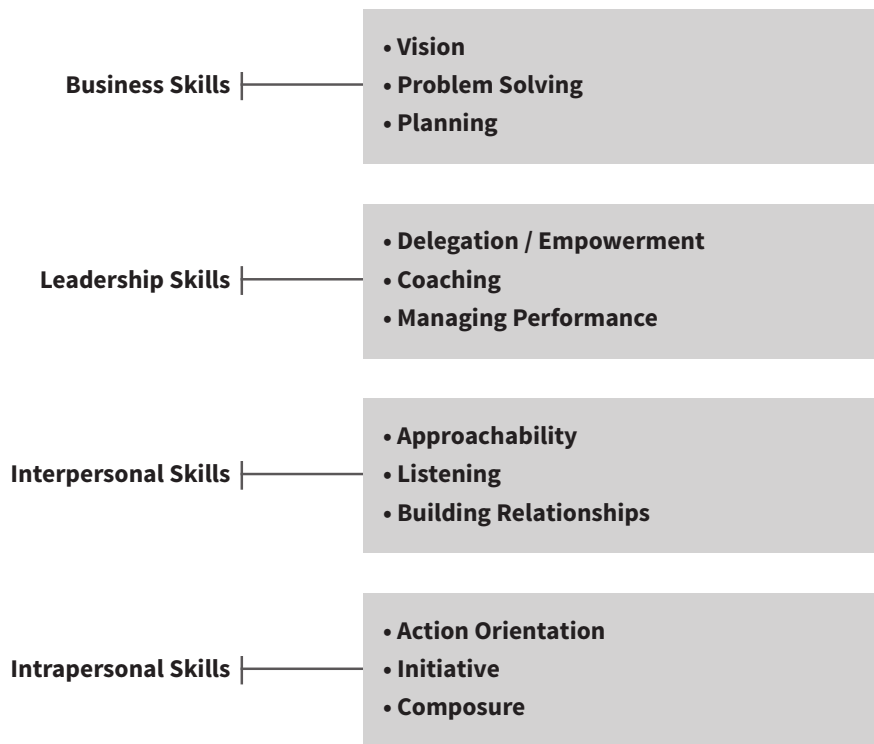 Business Skills
• Vision
• Problem Solving
• Planning
Leadership Skills
• Delegation / Empowerment
• Coaching
• Managing Performance
Interpersonal Skills
• Approachability
• Listening
• Building Relationships
Intrapersonal Skills
• Action Orientation
• Initiative
• Composure